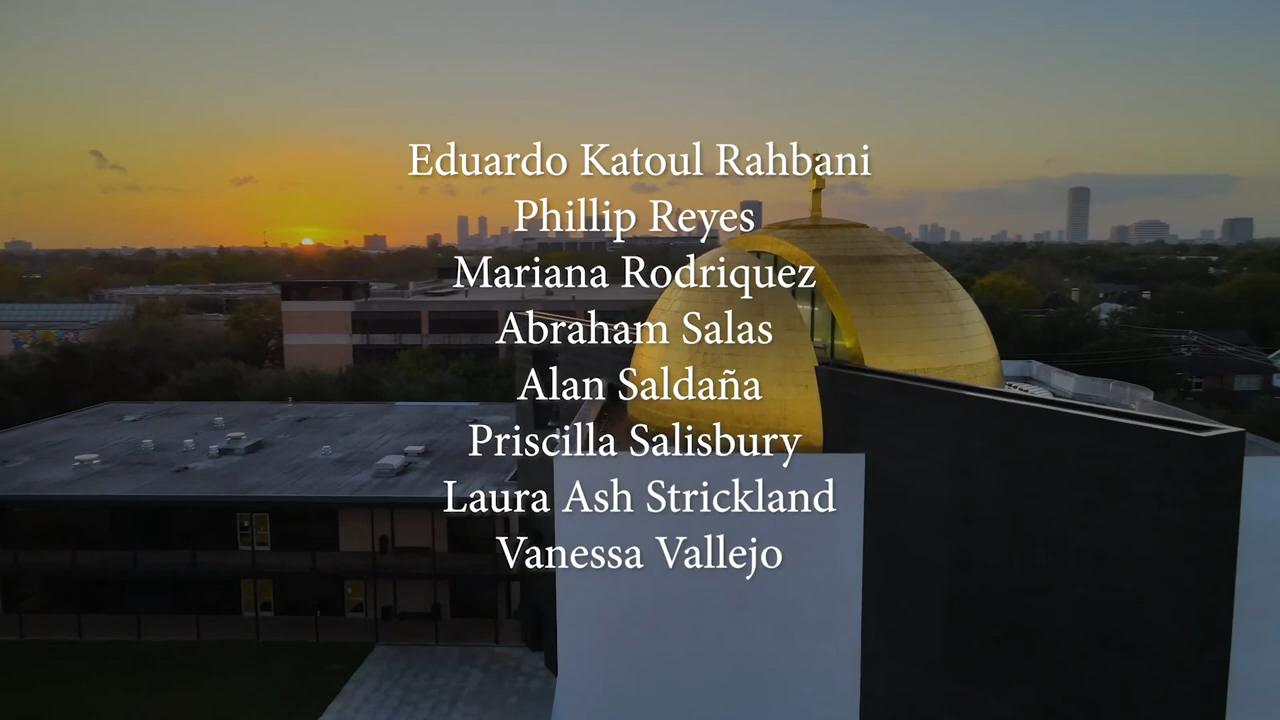 Eduardo Katoul Rahbani
Phillip Reyes
Mariana Rodriquez
Abraham Salas
Alan Saldaña
Priscilla Salisbury
Laura Ash Strickland
Vanessa Vallejo